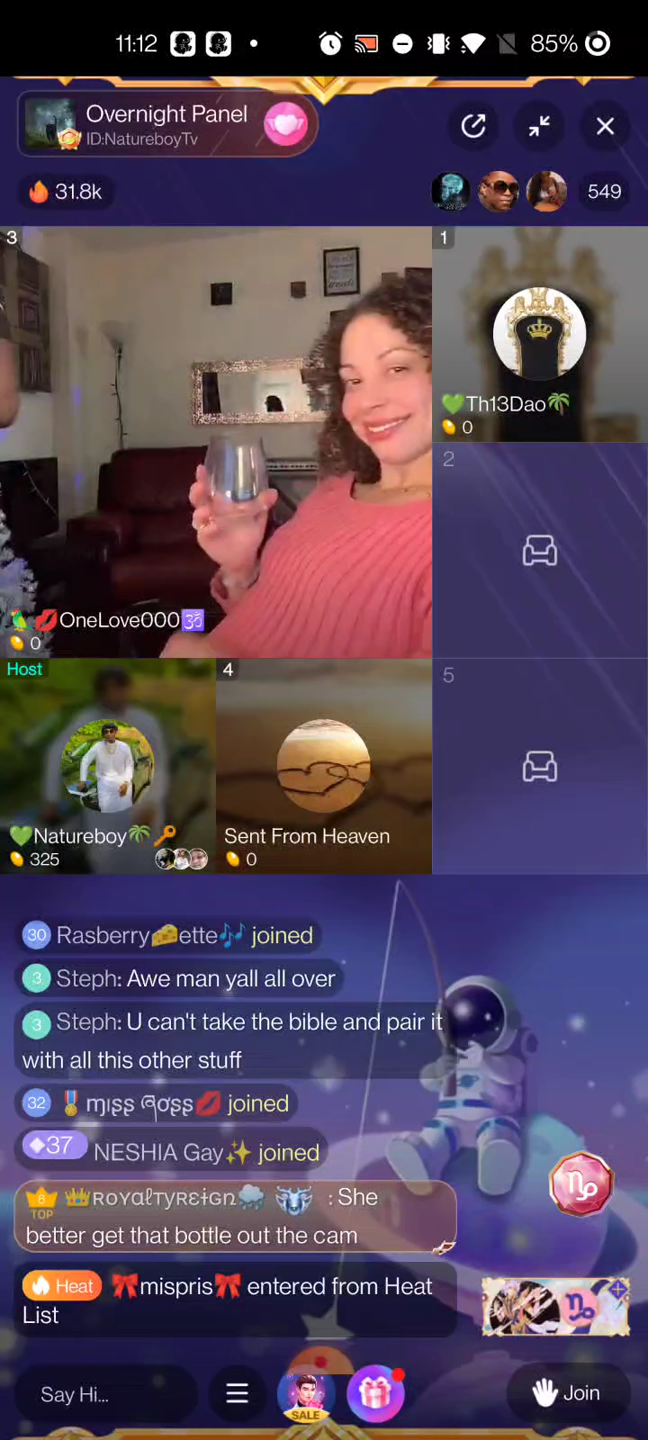 11:12
85%
Overnight Panel
ID:NatureboyTv
31.8k
549
3
1
💚Th13Dao🌴
0
2
🦜💋OneLove000🕉
0
Host
4
5
💚Natureboy🌴🔑
325
Sent From Heaven
0
30 Rasberry🧀ette🎶 joined
3 Steph: Awe man yall all over
3 Steph: U can't take the bible and pair it
with all this other stuff
32 🏅ɱıʂʂ ཞơʂʂ💋 joined
37 NESHIA Gay✨ joined
6 TOP 👑ʀᴏʏαℓтʏʀɛɨɢղ🌧 : She
better get that bottle out the cam
🔥 Heat 🎀mispris🎀 entered from Heat
List
Say Hi...
SALE
Join